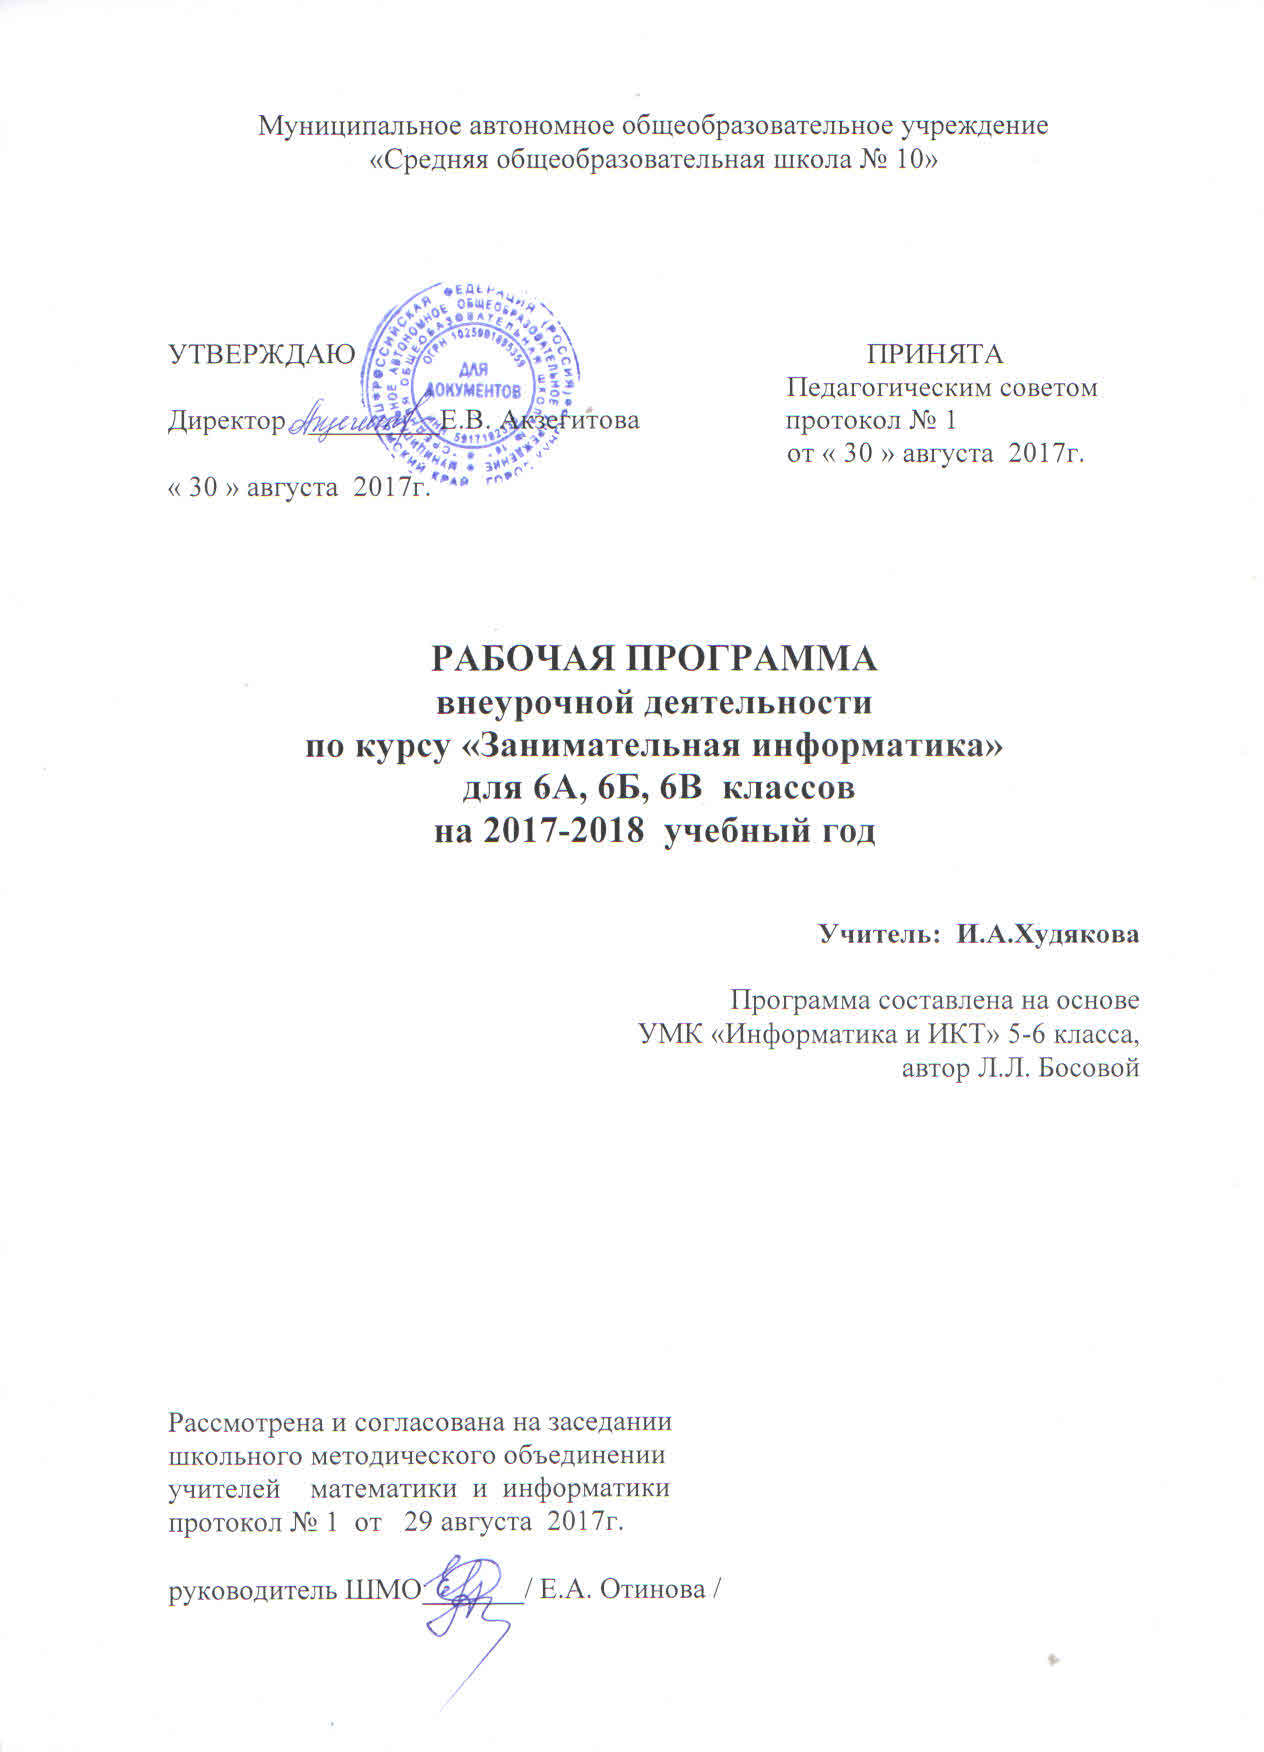 Муниципальное автономное общеобразовательное учреждение
«Средняя общеобразовательная школа № 10»
УТВЕРЖДАЮ
Директор Е.В. Акзегитова
« 30 » августа 2017г.
ДЛЯ
ДОКУМЕНТОВ
ОГРН 1025901895359
ПРИНЯТА
Педагогическим советом
протокол № 1
от « 30 » августа 2017г.
РАБОЧАЯ ПРОГРАММА
внеурочной деятельности
по курсу «Занимательная информатика»
для 6А, 6Б, 6В классов
на 2017-2018 учебный год
Учитель: И.А.Худякова
Программа составлена на основе
УМК «Информатика и ИКТ» 5-6 класса,
автор Л.Л. Босовой
Рассмотрена и согласована на заседании
школьного методического объединении
учителей математики и информатики
протокол № 1 от 29 августа 2017г.
руководитель ШМО ________/ Е.А. Отинова /